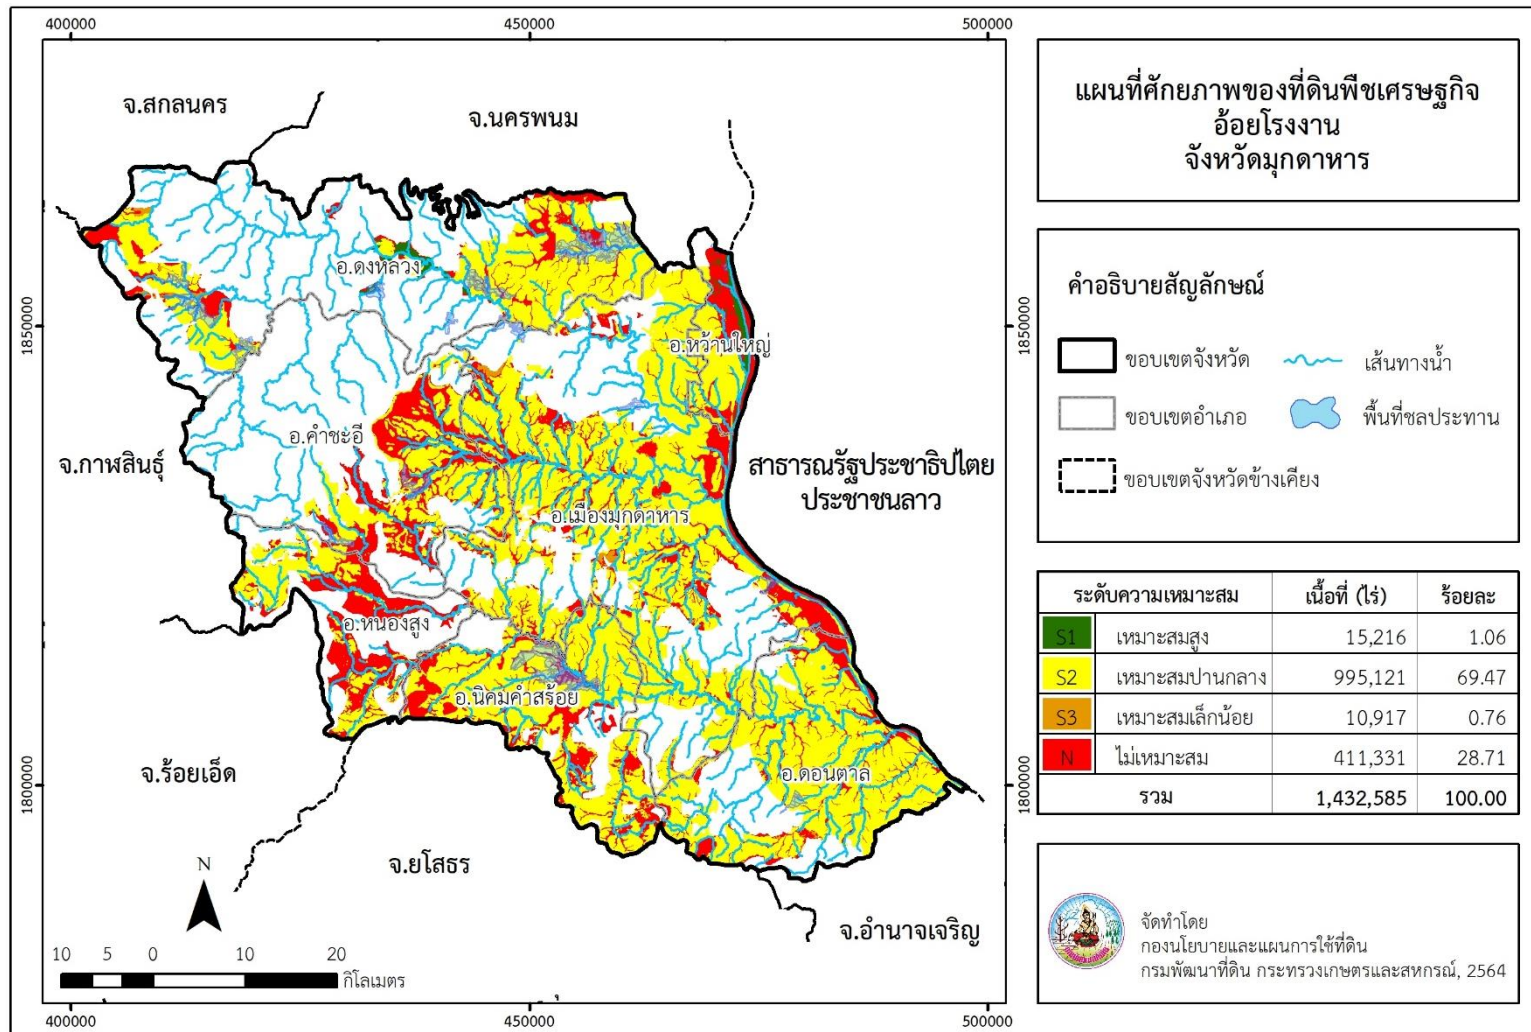 400000
450000
500000
จ.สกลนคร
จ.นครพนม
1850000
1850000
อ.ดงหลวง
อ.หว้านใหญ่
อ.คำชะอี
จ.กาฬสินธุ์
สาธารณรัฐประชาธิปไตย
ประชาชนลาว
อ.เมืองมุกดาหาร
อ.หนองสูง
อ.นิคมคำสร้อย
จ.ร้อยเอ็ด
อ.ดอนตาล
1800000
1800000
จ.ยโสธร
N
จ.อำนาจเจริญ
10 5 0 10 20
กิโลเมตร
400000
450000
500000
แผนที่ศักยภาพของที่ดินพืชเศรษฐกิจ
อ้อยโรงงาน
จังหวัดมุกดาหาร
คำอธิบายสัญลักษณ์
ขอบเขตจังหวัด เส้นทางน้ำ
ขอบเขตอำเภอ พื้นที่ชลประทาน
ขอบเขตจังหวัดข้างเคียง
ระดับความเหมาะสม เนื้อที่ (ไร่) ร้อยละ
S1 เหมาะสมสูง 15,216 1.06
S2 เหมาะสมปานกลาง 995,121 69.47
S3 เหมาะสมเล็กน้อย 10,917 0.76
N ไม่เหมาะสม 411,331 28.71
รวม 1,432,585 100.00
จัดทำโดย
กองนโยบายและแผนการใช้ที่ดิน
กรมพัฒนาที่ดิน กระทรวงเกษตรและสหกรณ์, 2564